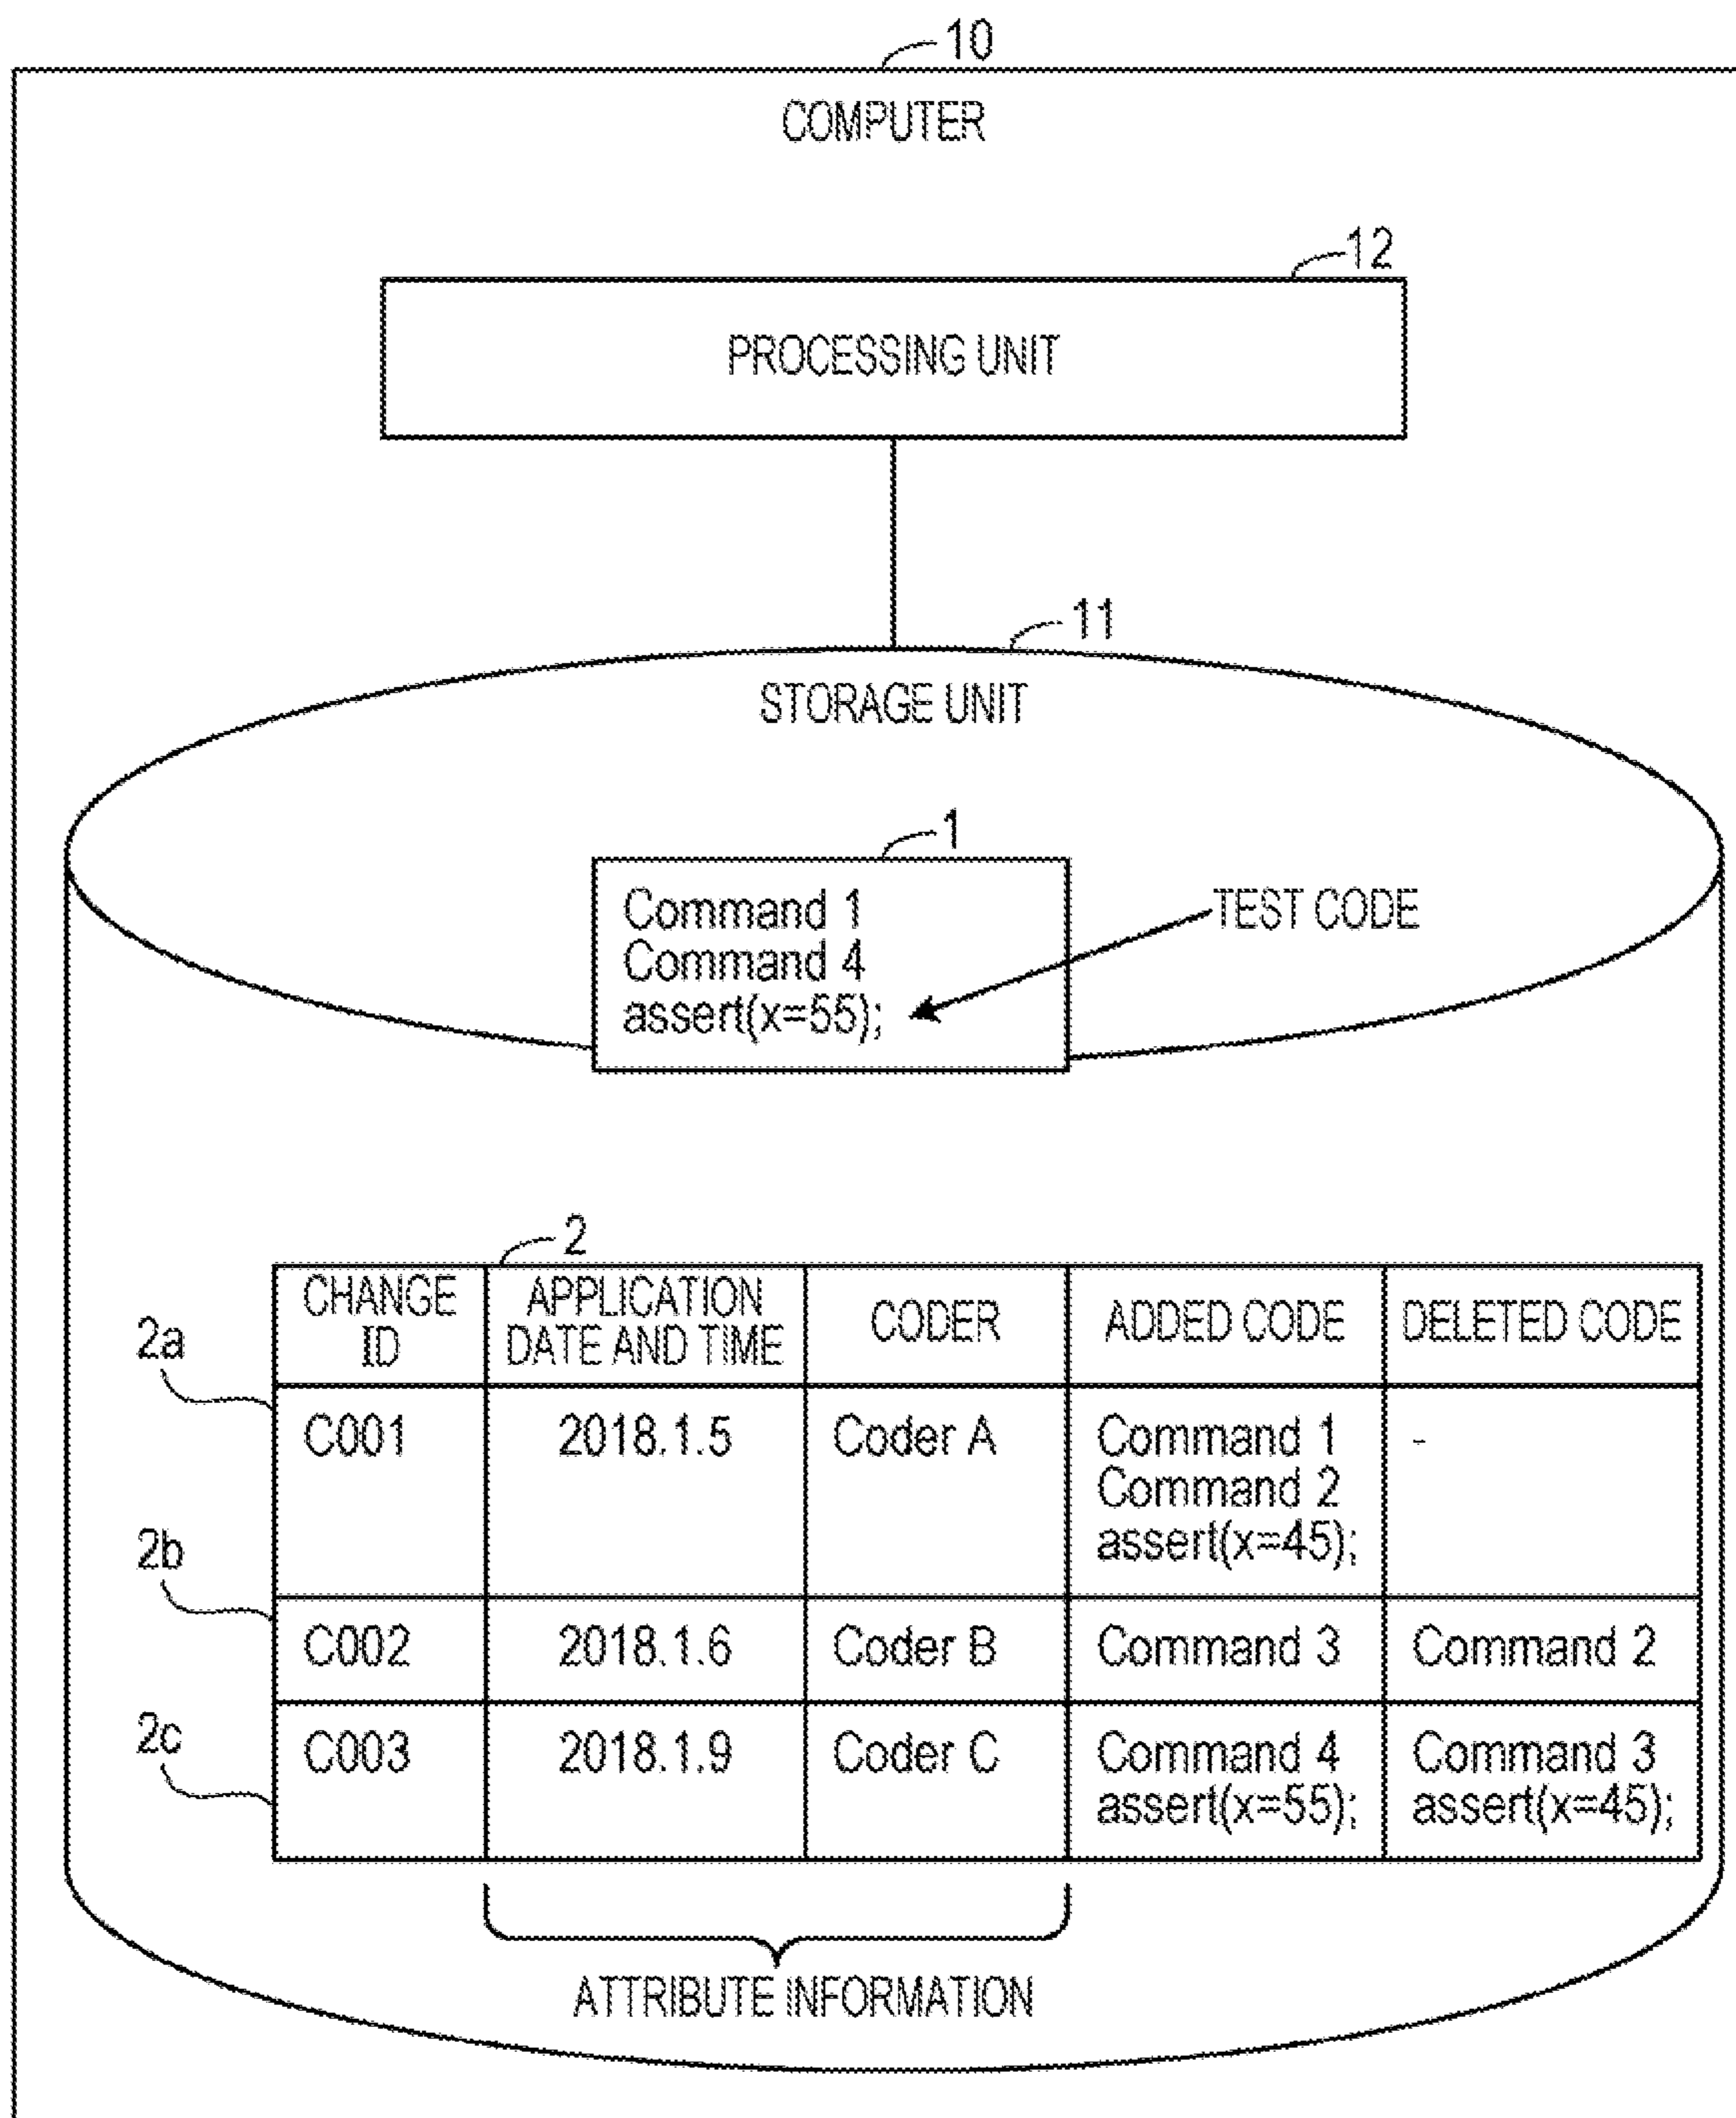 10
COMPUTER
12
PROCESSING UNIT
11
STORAGE UNIT
1
Command 1
Command 4
assert(x=55);
TEST CODE
2
CHANGE ID
APPLICATION DATE AND TIME
CODER
ADDED CODE
DELETED CODE
2a
C001
2018.1.5
Coder A
Command 1
Command 2
assert(x=45);
-
2b
C002
2018.1.6
Coder B
Command 3
Command 2
2c
C003
2018.1.9
Coder C
Command 4
assert(x=55);
Command 3
assert(x=45);
ATTRIBUTE INFORMATION